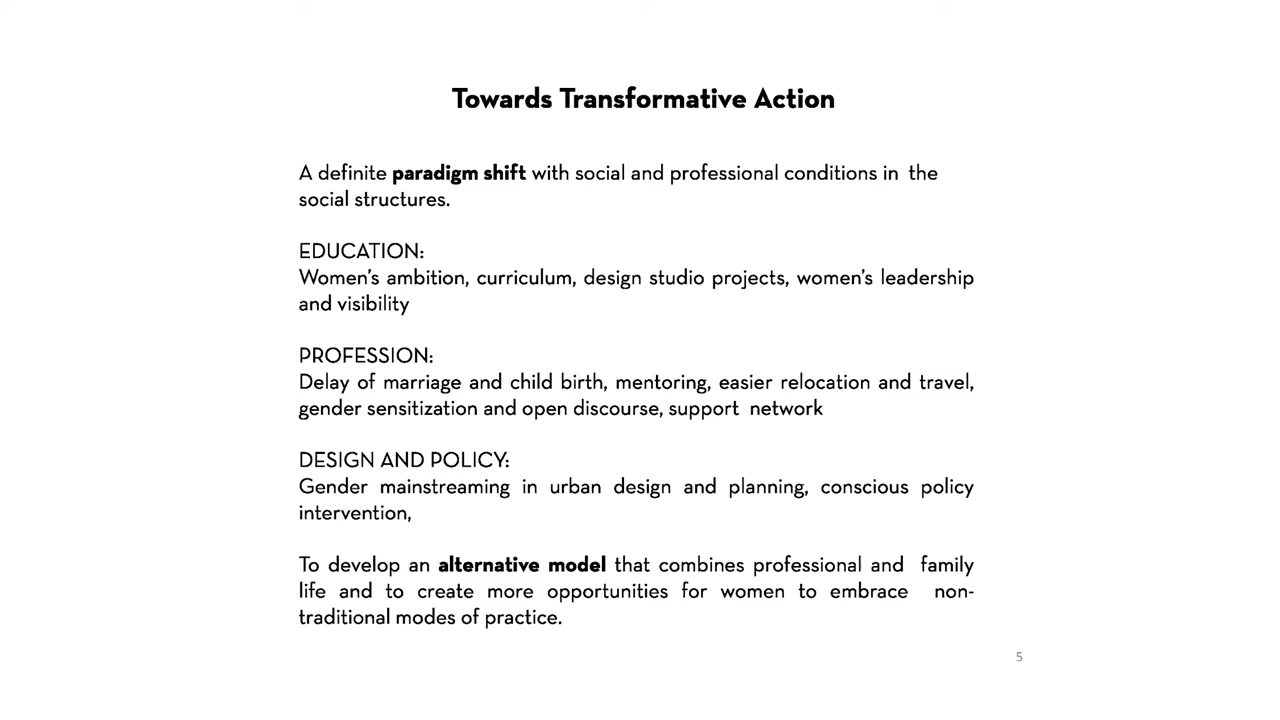 Towards Transformative Action
A definite paradigm shift with social and professional conditions in the
social structures.
EDUCATION:
Women's ambition, curriculum, design studio projects, women's leadership
and visibility
PROFESSION:
Delay of marriage and child birth, mentoring, easier relocation and travel,
gender sensitization and open discourse, support network
DESIGN AND POLICY:
Gender mainstreaming in urban design and planning, conscious policy
intervention,
To develop an alternative model that combines professional and family
life and to create more opportunities for women to embrace non-
traditional modes of practice.
5